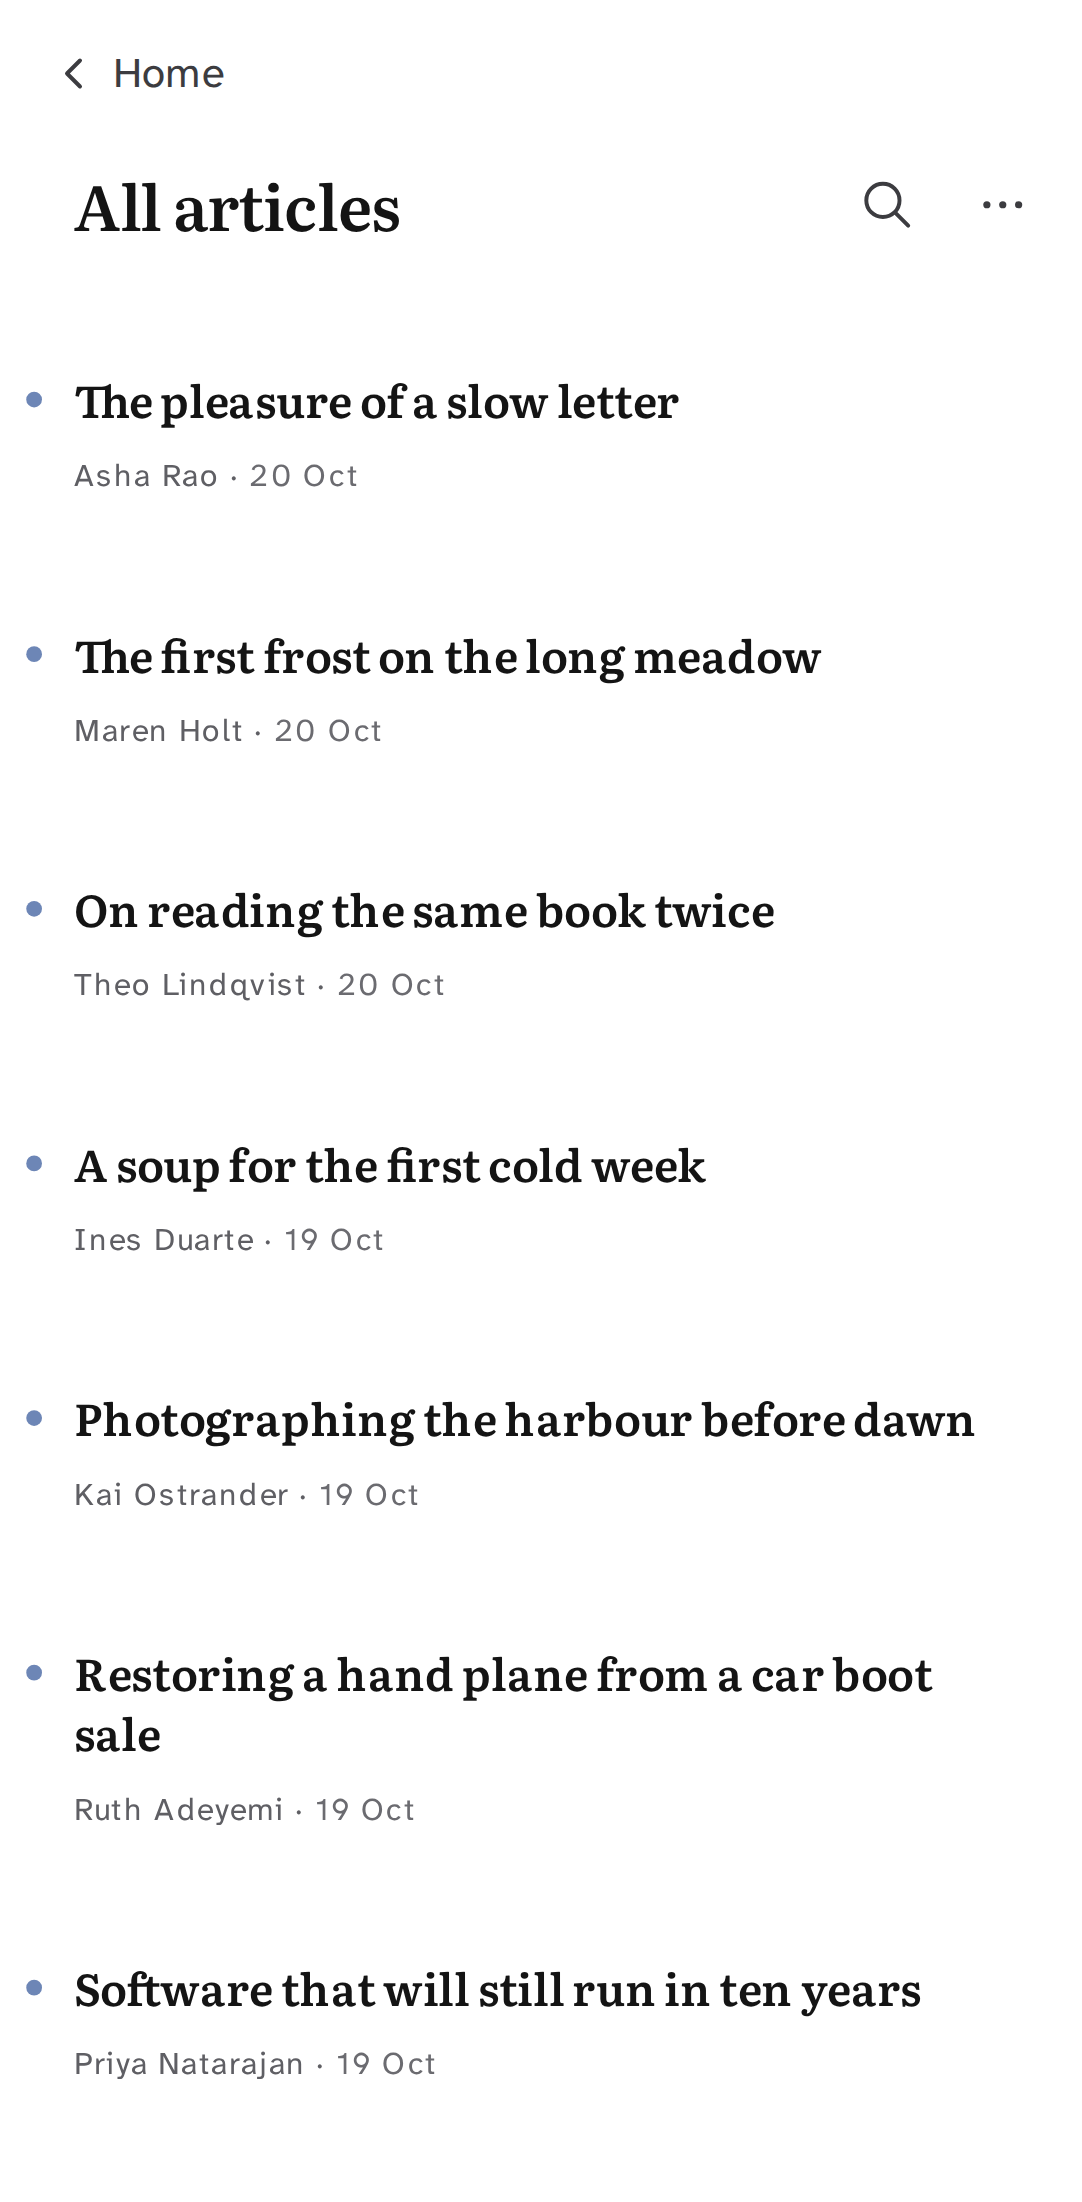 Home
All articles
The pleasure of a slow letter
Asha Rao · 20 Oct
The first frost on the long meadow
Maren Holt · 20 Oct
On reading the same book twice
Theo Lindqvist · 20 Oct
A soup for the first cold week
Ines Duarte · 19 Oct
Photographing the harbour before dawn
Kai Ostrander · 19 Oct
Restoring a hand plane from a car boot
sale
Ruth Adeyemi · 19 Oct
Software that will still run in ten years
Priya Natarajan · 19 Oct